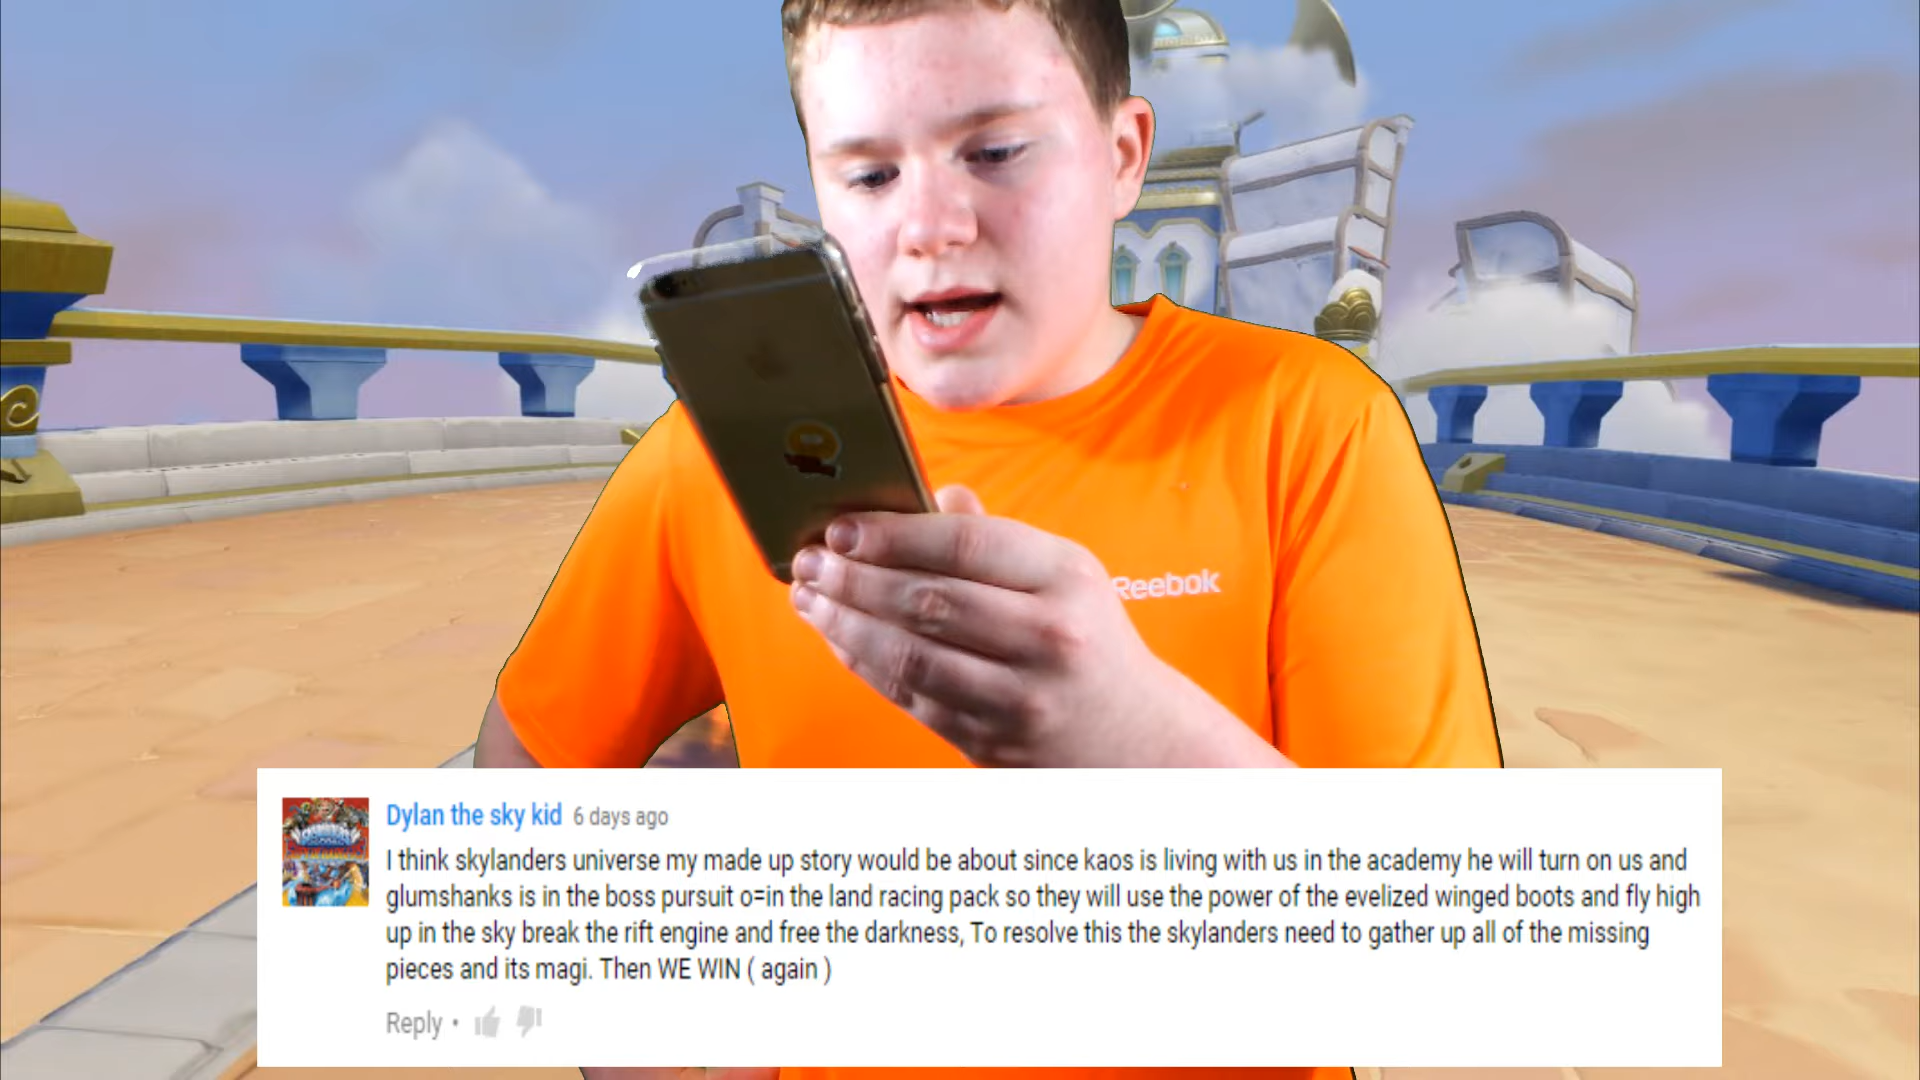 Reebok
Dylan the sky kid 6 days ago
I think skylanders universe my made up story would be about since kaos is living with us in the academy he will turn on us and
glumshanks is in the boss pursuit o=in the land racing pack so they will use the power of the evelized winged boots and fly high
up in the sky break the rift engine and free the darkness, To resolve this the skylanders need to gather up all of the missing
pieces and its magi. Then WE WIN ( again )
Reply •